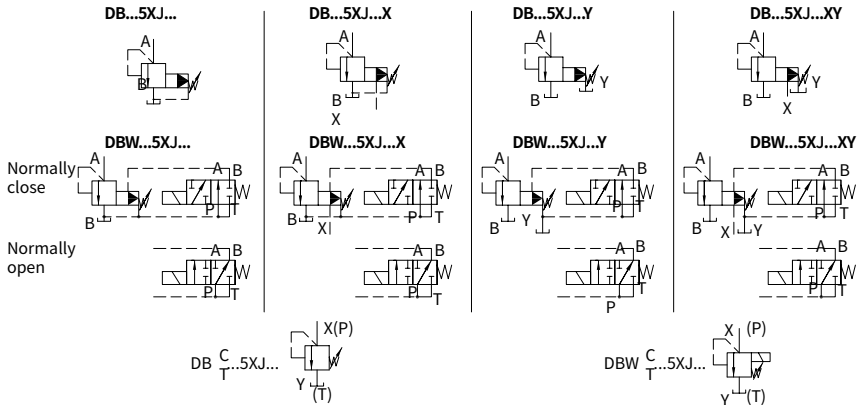 DB...5XJ... DB...5XJ...X DB...5XJ...Y DB...5XJ...XY
A A A A
B Y Y
B B B
X X
DBW...5XJ... DBW...5XJ...X DBW...5XJ...Y DBW...5XJ...XY
Normally
close
A A B A A B A A B A A B
P T P T P T P T
B B X B Y B X Y
Normally
open
A B A B A B A B
P T P T P T P T
X(P) X (P)
DB C/T...5XJ... DBW C/T...5XJ...
Y (T) Y (T)